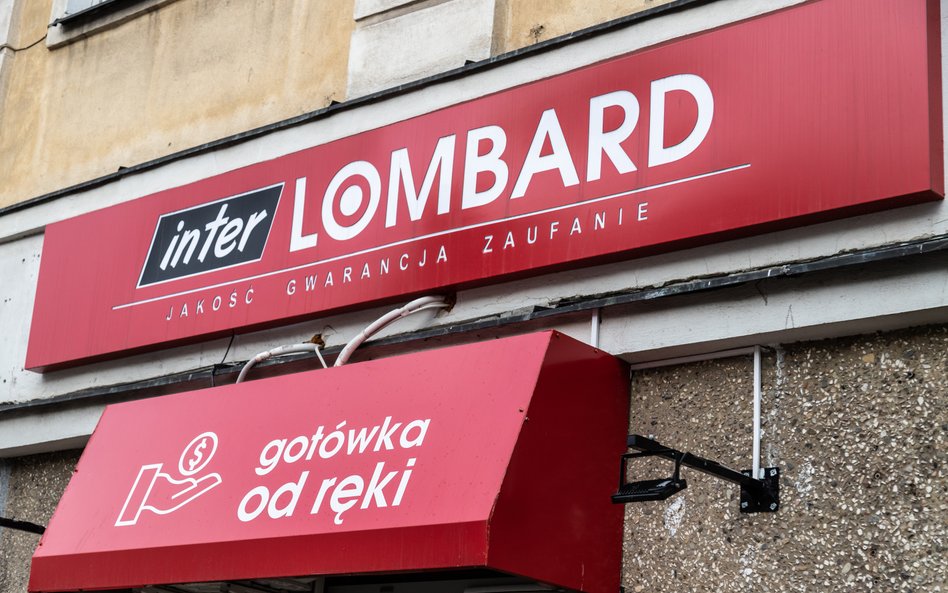 inter LOMBARD
JAKOŚĆ GWARANCJA ZAUFANIE
$
gotówka
od ręki